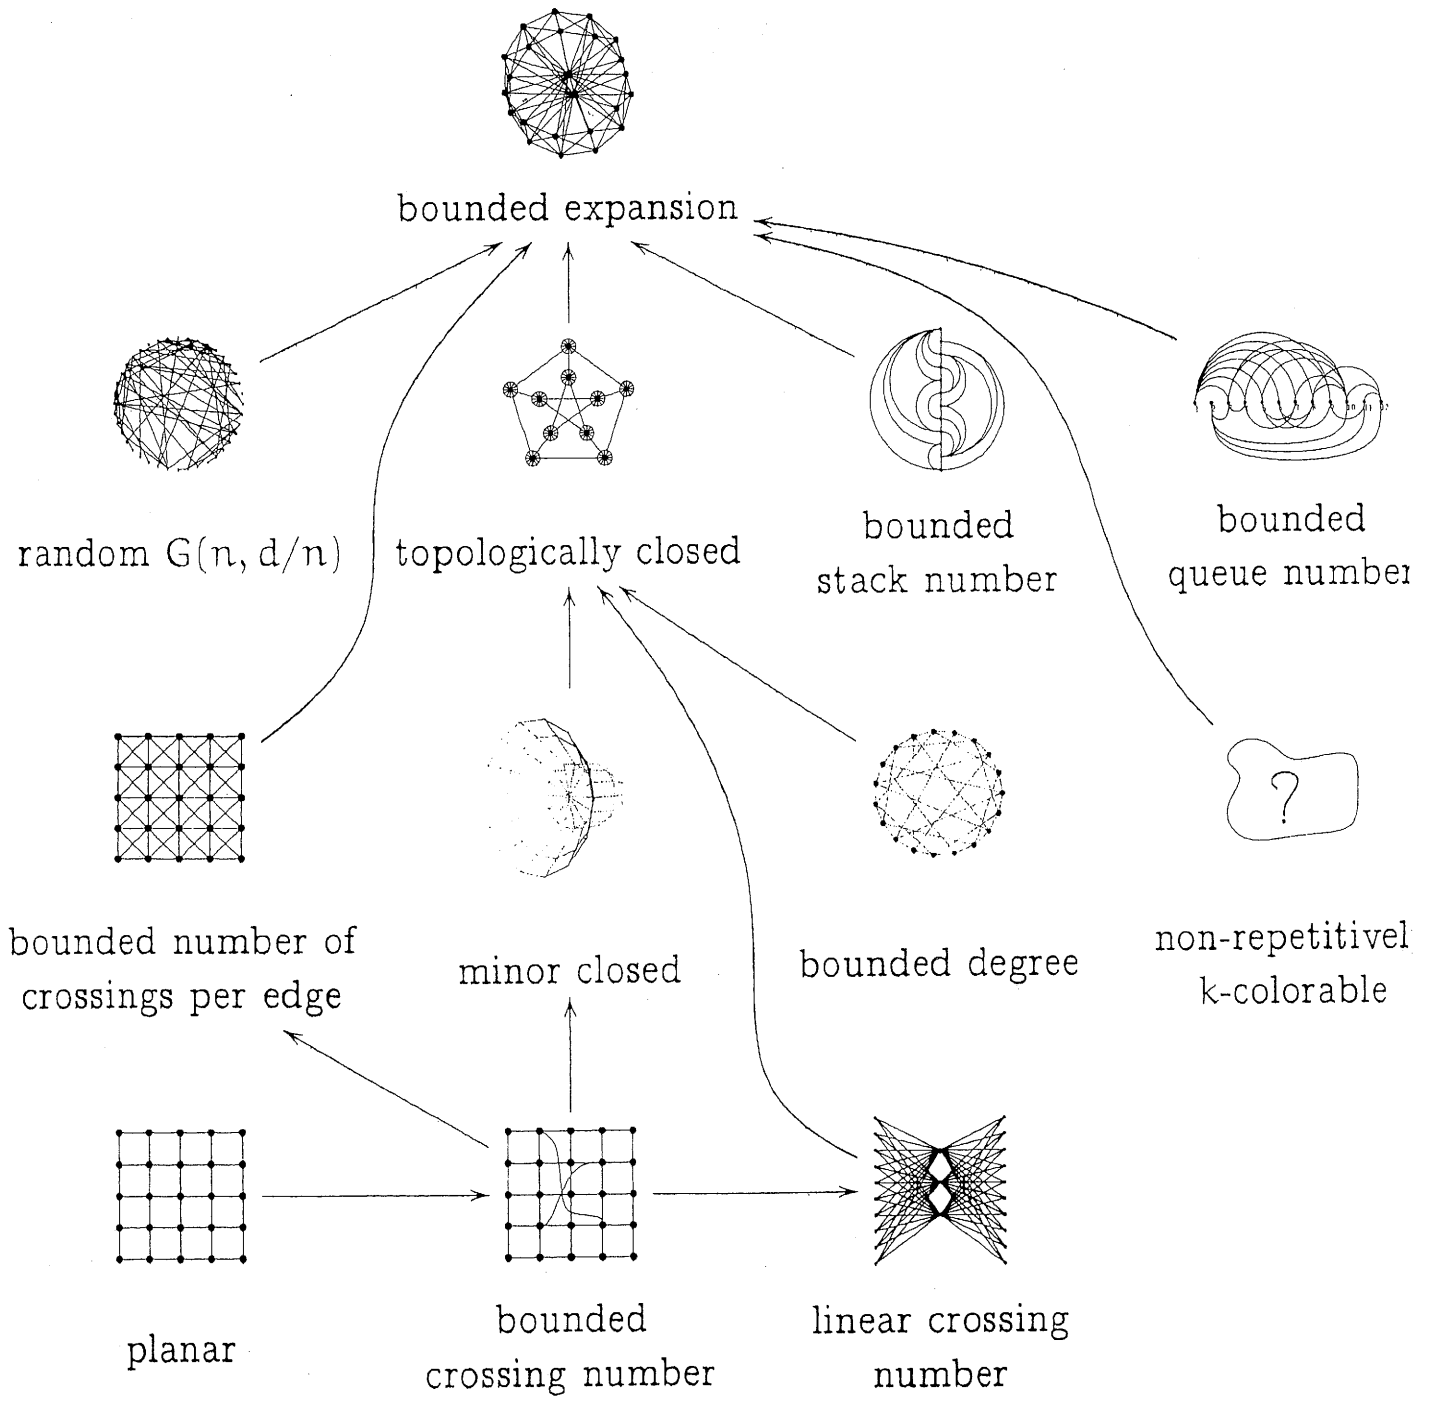 bounded expansion
random G(n, d/n)
topologically closed
bounded
stack number
bounded
queue number
bounded number of
crossings per edge
minor closed
bounded degree
?
non-repetitivel
k-colorable
planar
bounded
crossing number
linear crossing
number